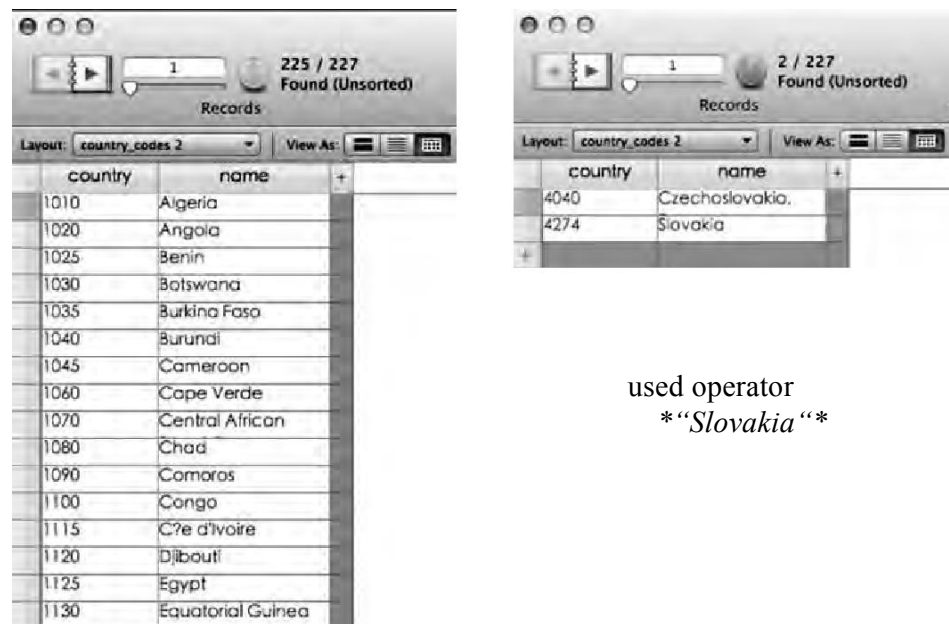 1
225 / 227
Found (Unsorted)
Records
Layout: country_codes 2 View As:
country name +
1010 Algeria
1020 Angola
1025 Benin
1030 Botswana
1035 Burkina Faso
1040 Burundi
1045 Cameroon
1060 Cape Verde
1070 Central African
1080 Chad
1090 Comoros
1100 Congo
1115 C?e d'Ivoire
1120 Djibouti
1125 Egypt
1130 Equatorial Guinea
1
2 / 227
Found (Unsorted)
Records
Layout: country_codes 2 View As:
country name +
4040 Czechoslovakia,
4274 Slovakia
+
used operator
*“Slovakia“*